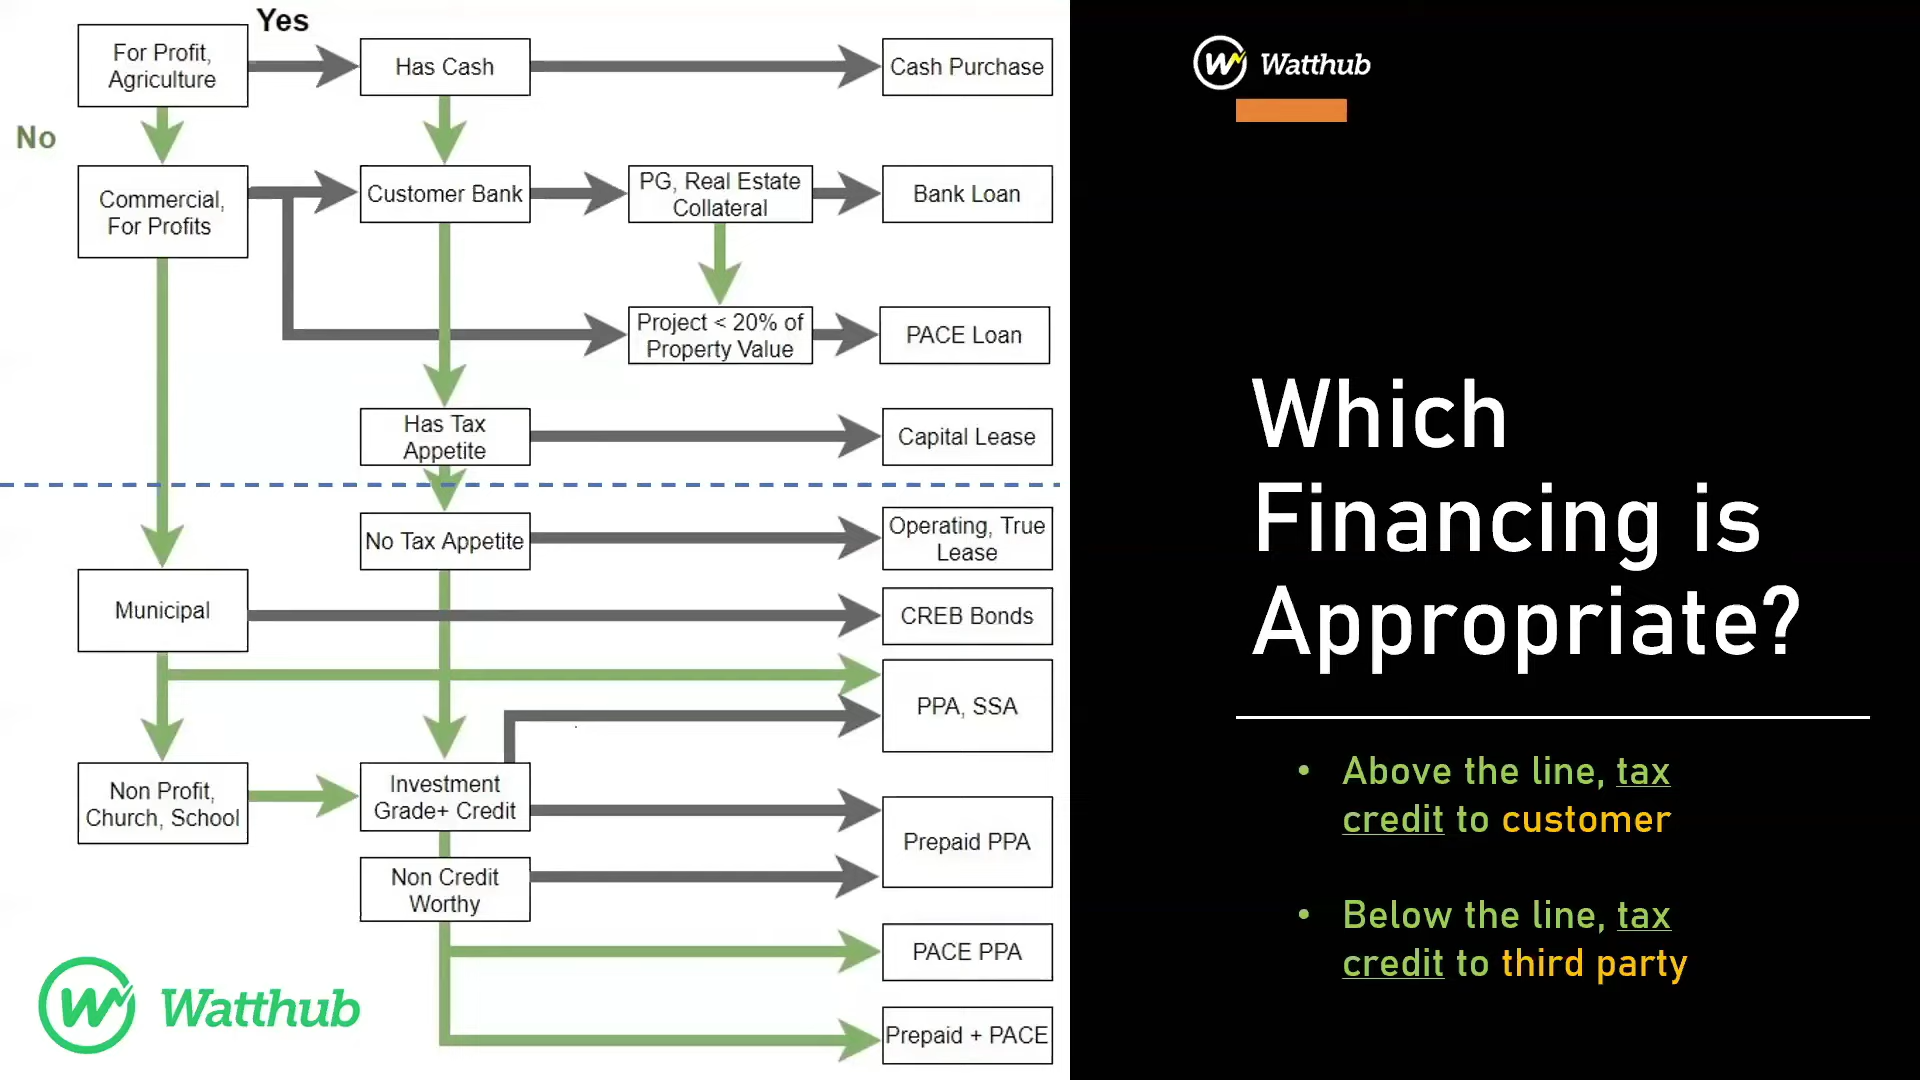 Yes
For Profit,
Agriculture
Has Cash
Cash Purchase
No
Commercial,
For Profits
Customer Bank
PG, Real Estate
Collateral
Bank Loan
Project < 20% of
Property Value
PACE Loan
Has Tax
Appetite
Capital Lease
No Tax Appetite
Operating, True
Lease
Municipal
CREB Bonds
PPA, SSA
Non Profit,
Church, School
Investment
Grade+ Credit
Prepaid PPA
Non Credit
Worthy
PACE PPA
Prepaid + PACE
Watthub
Watthub
Which
Financing is
Appropriate?
• Above the line, tax
credit to customer
• Below the line, tax
credit to third party